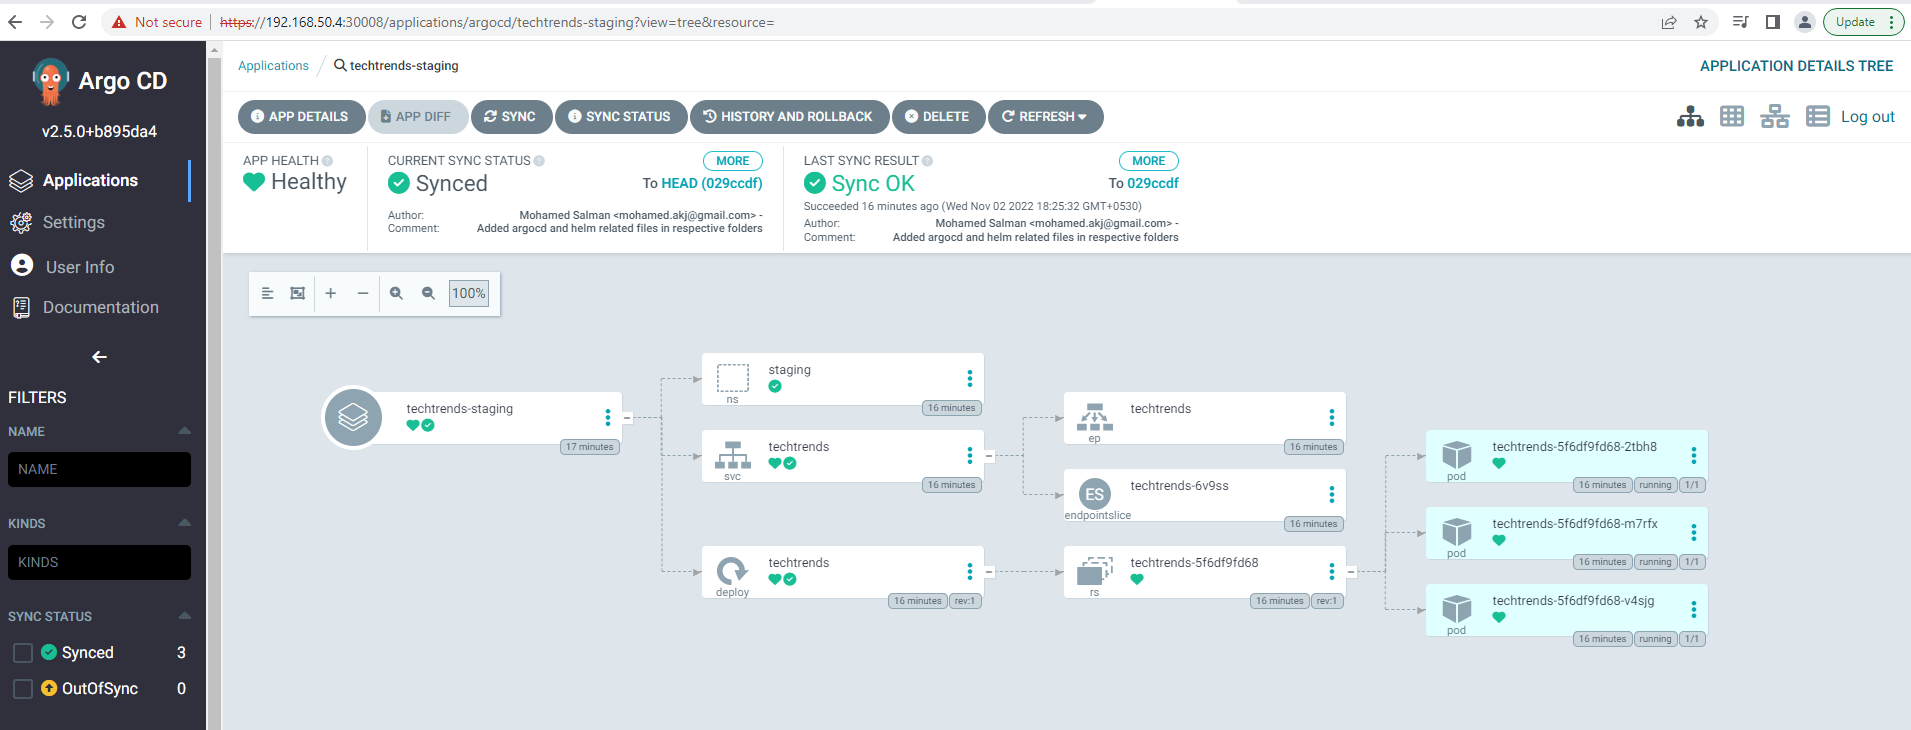 Not secure | https://192.168.50.4:30008/applications/argocd/techtrends-staging?view=tree&resource=
Update
Argo CD
v2.5.0+b895da4
Applications
Settings
User Info
Documentation
FILTERS
NAME
NAME
KINDS
KINDS
SYNC STATUS
Synced 3
OutOfSync 0
Applications / techtrends-staging
APPLICATION DETAILS TREE
APP DETAILS
APP DIFF
SYNC
SYNC STATUS
HISTORY AND ROLLBACK
DELETE
REFRESH
Log out
APP HEALTH
Healthy
CURRENT SYNC STATUS
MORE
Synced
To HEAD (029ccdf)
Author: Mohamed Salman <mohamed.akj@gmail.com> -
Comment: Added argocd and helm related files in respective folders
LAST SYNC RESULT
MORE
Sync OK
To 029ccdf
Succeeded 16 minutes ago (Wed Nov 02 2022 18:25:32 GMT+0530)
Author: Mohamed Salman <mohamed.akj@gmail.com> -
Comment: Added argocd and helm related files in respective folders
100%
techtrends-staging
17 minutes
staging
ns
16 minutes
techtrends
svc
16 minutes
techtrends
deploy
16 minutes rev:1
techtrends
ep
16 minutes
ES
techtrends-6v9ss
endpointslice
16 minutes
techtrends-5f6df9fd68
rs
16 minutes rev:1
techtrends-5f6df9fd68-2tbh8
pod
16 minutes running 1/1
techtrends-5f6df9fd68-m7rfx
pod
16 minutes running 1/1
techtrends-5f6df9fd68-v4sjg
pod
16 minutes running 1/1